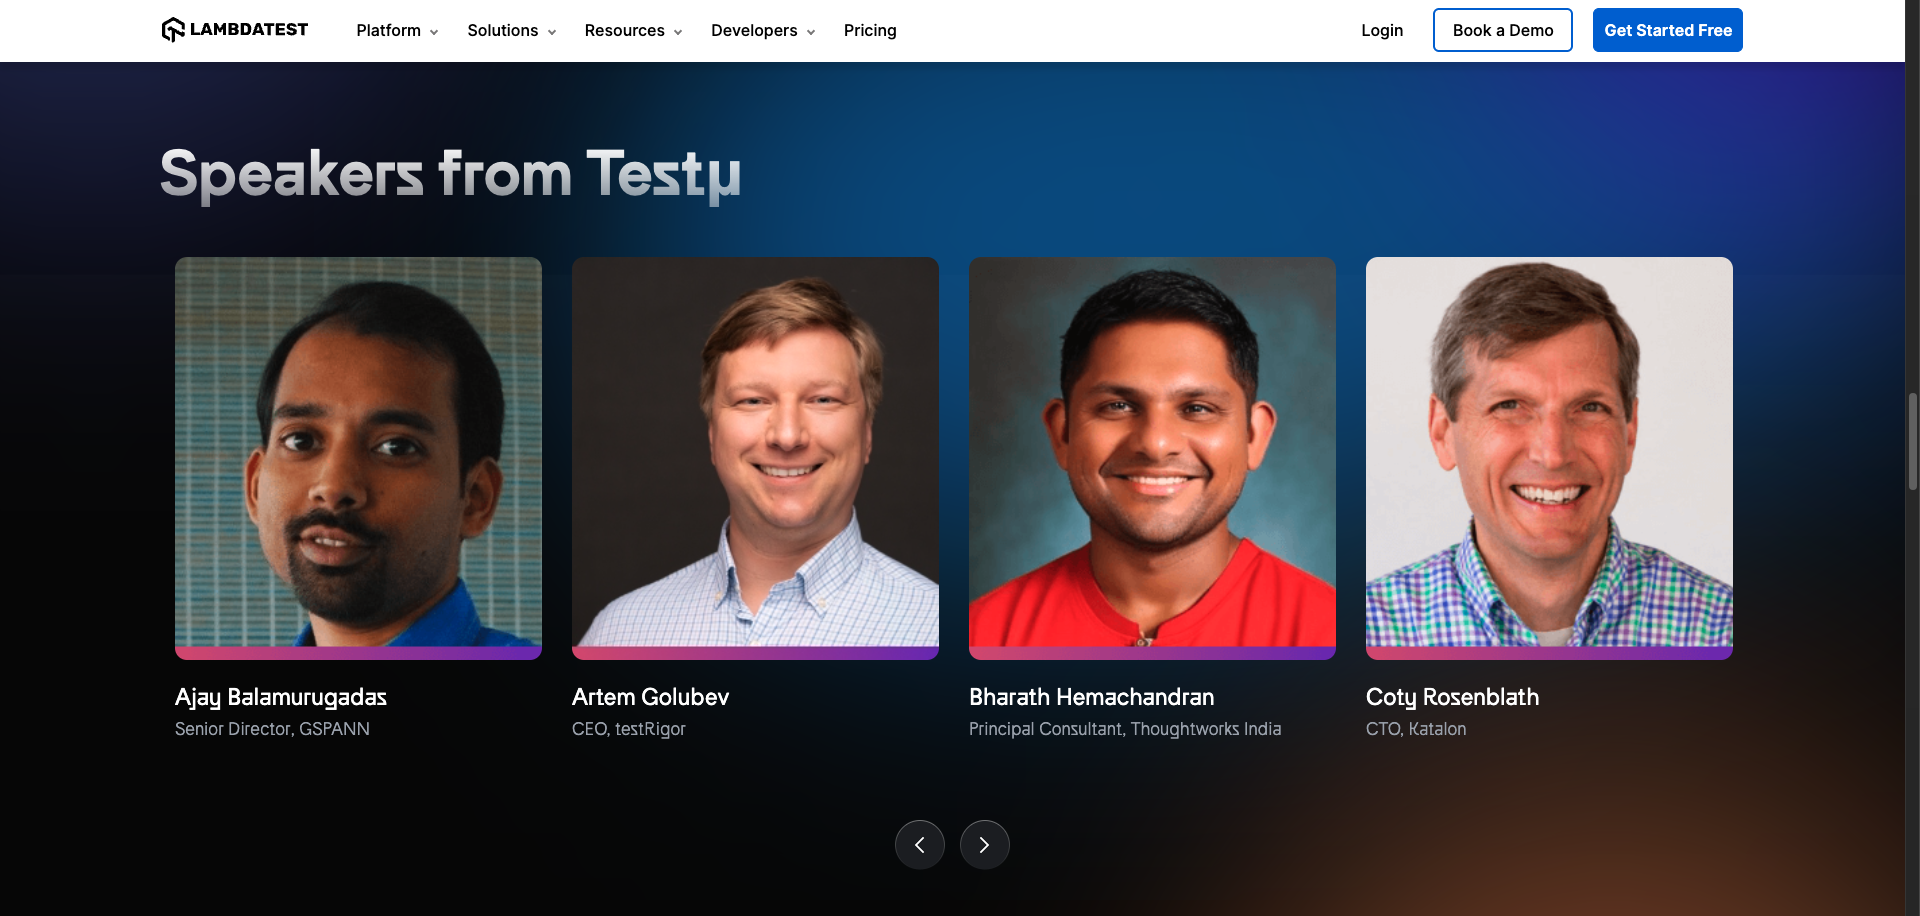 LAMBDATEST
Platform
Solutions
Resources
Developers
Pricing
Login
Book a Demo
Get Started Free
Speakers from Testμ
Ajay Balamurugadas
Senior Director, GSPANN
Artem Golubev
CEO, testRigor
Bharath Hemachandran
Principal Consultant, Thoughtworks India
Coty Rosenblath
CTO, Katalon